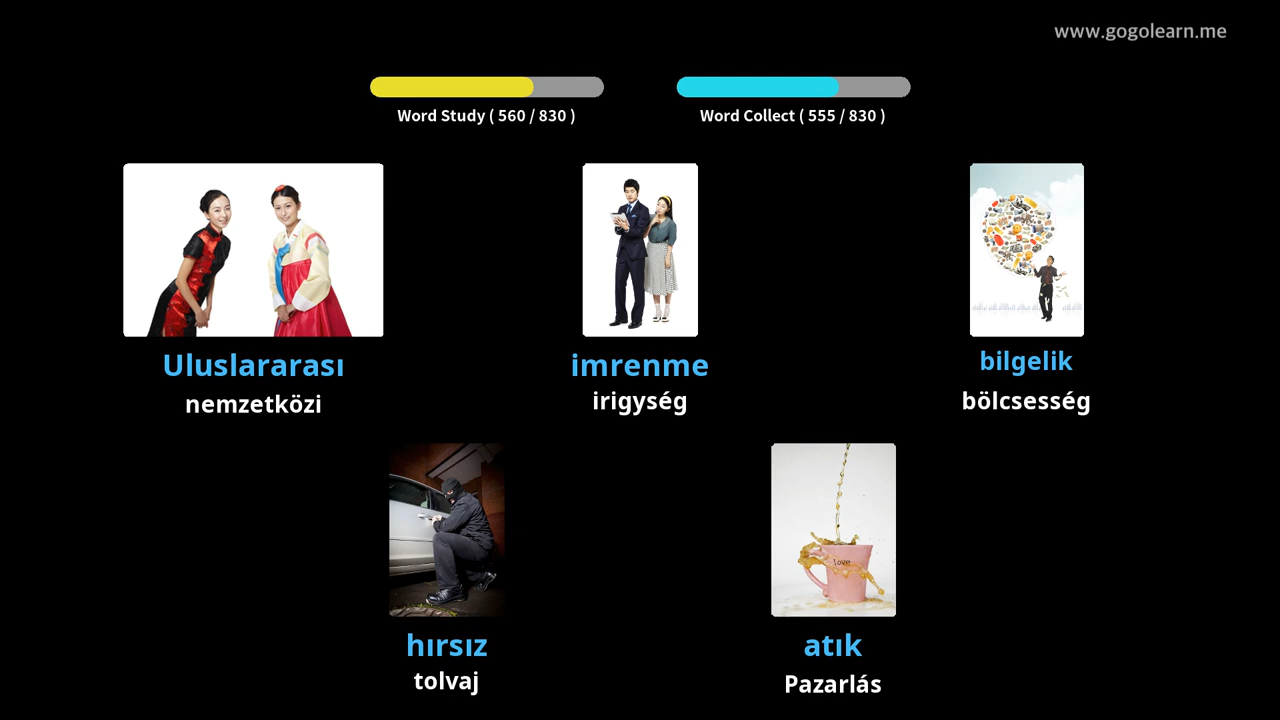 www.gogolearn.me
Word Study ( 560 / 830 )
Word Collect ( 555 / 830 )
Uluslararası
nemzetközi
imrenme
irigység
bilgelik
bölcsesség
hırsız
tolvaj
love
atık
Pazarlás